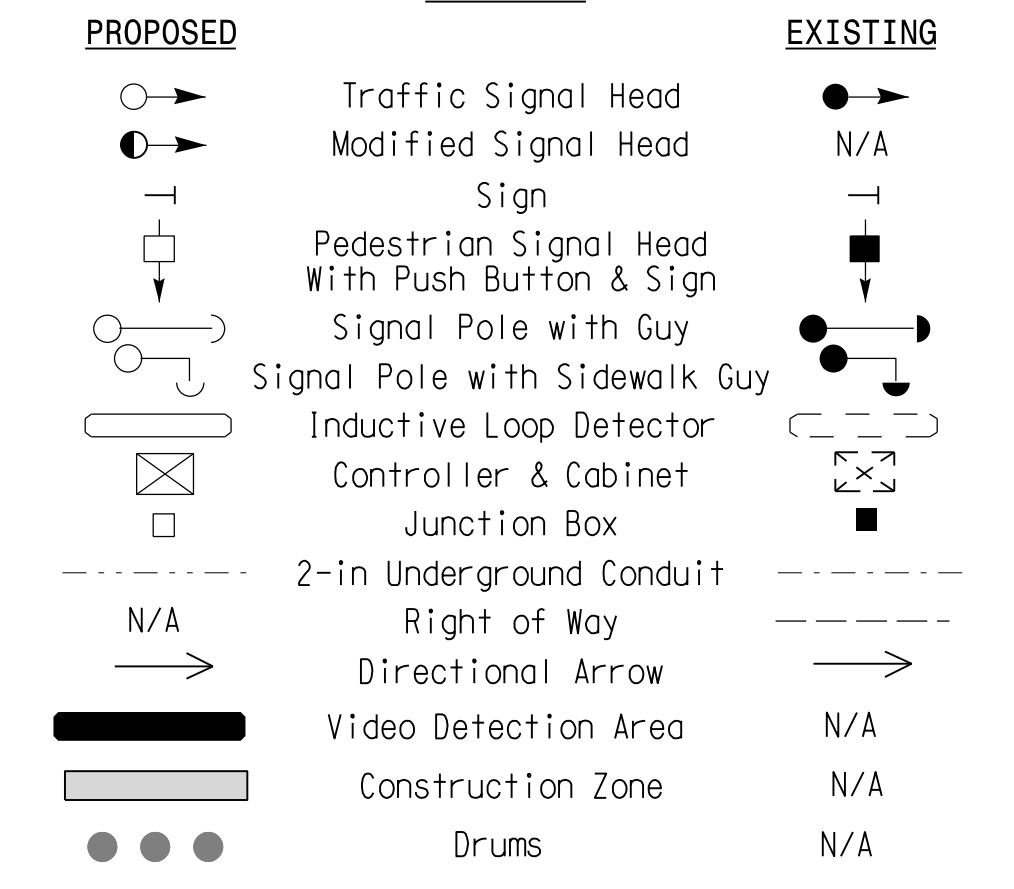 PROPOSED EXISTING
Traffic Signal Head
Modified Signal Head N/A
Sign
Pedestrian Signal Head
With Push Button & Sign
Signal Pole with Guy
Signal Pole with Sidewalk Guy
Inductive Loop Detector
Controller & Cabinet
Junction Box
2-in Underground Conduit
N/A Right of Way
Directional Arrow
Video Detection Area N/A
Construction Zone N/A
Drums N/A